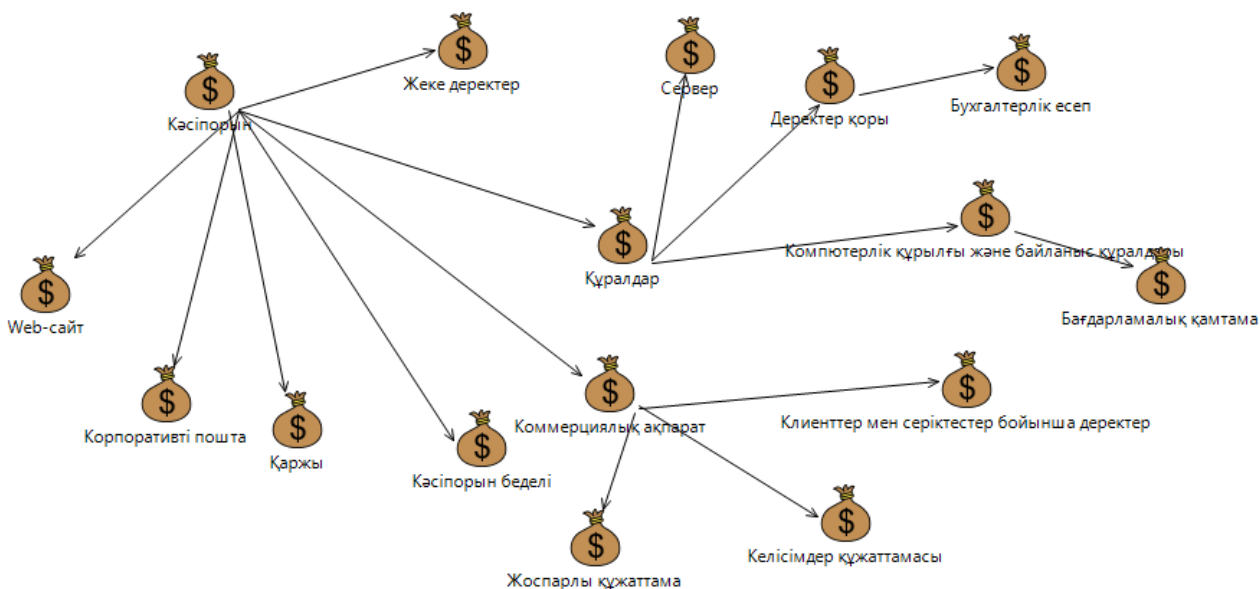 Жеке деректер
Сервер
Бухгалтерлік есеп
Деректер қоры
Кәсіпорын
Компютерлік құрылғы және байланыс құралдары
Құралдар
Бағдарламалық қамтама
Web-сайт
Коммерциялық ақпарат
Клиенттер мен серіктестер бойынша деректер
Корпоративті пошта
Қаржы
Кәсіпорын беделі
Келісімдер құжаттамасы
Жоспарлы құжаттама